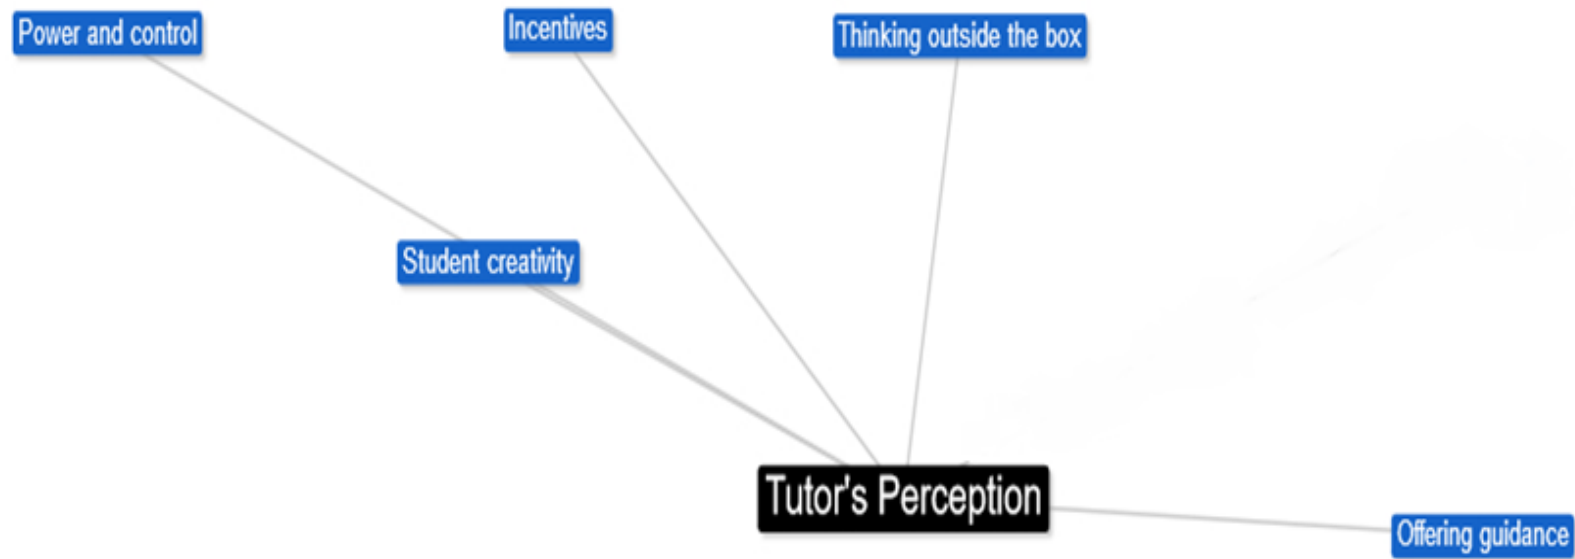 Power and control
Incentives
Thinking outside the box
Student creativity
Tutor's Perception
Offering guidance